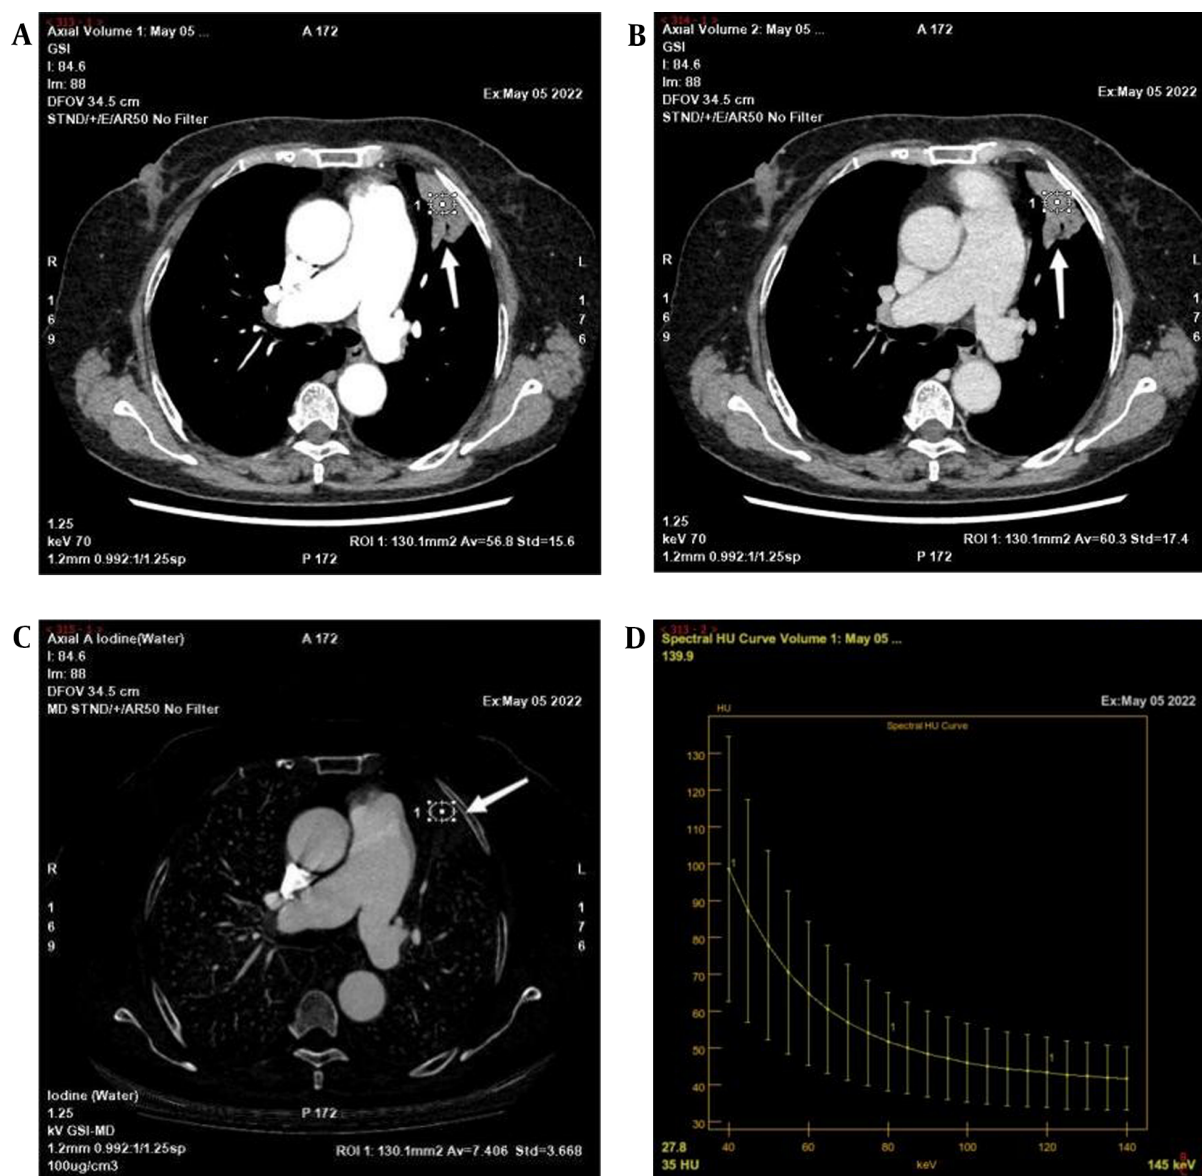 A
< 313 - 1 >
Axial Volume 1: May 05 ...
A 172
GSI
I: 84.6
Im: 88
DFOV 34.5 cm
Ex:May 05 2022
STND/+/E/AR50 No Filter
1
R
1
6
9
L
1
7
6
1.25
keV 70
ROI 1: 130.1mm2 Av=56.8 Std=15.6
1.2mm 0.992:1/1.25sp
P 172
B
< 314 - 1 >
Axial Volume 2: May 05 ...
A 172
GSI
I: 84.6
Im: 88
DFOV 34.5 cm
Ex:May 05 2022
STND/+/E/AR50 No Filter
1
R
1
6
9
L
1
7
6
1.25
keV 70
ROI 1: 130.1mm2 Av=60.3 Std=17.4
1.2mm 0.992:1/1.25sp
P 172
C
< 315 - 1 >
Axial A Iodine(Water)
A 172
I: 84.6
Im: 88
DFOV 34.5 cm
Ex:May 05 2022
MD STND/+/AR50 No Filter
1
R
1
6
9
L
1
7
6
Iodine (Water)
1.25
P 172
kV GSI-MD
1.2mm 0.992:1/1.25sp
ROI 1: 130.1mm2 Av=7.406 Std=3.668
100ug/cm3
D
< 313 - 2 >
Spectral HU Curve Volume 1: May 05 ...
139.9
Ex:May 05 2022
HU
Spectral HU Curve
130
120
110
100
90
80
70
60
50
40
30
1
1
1
40
60
80
100
120
140
keV
27.8
35 HU
145 keV